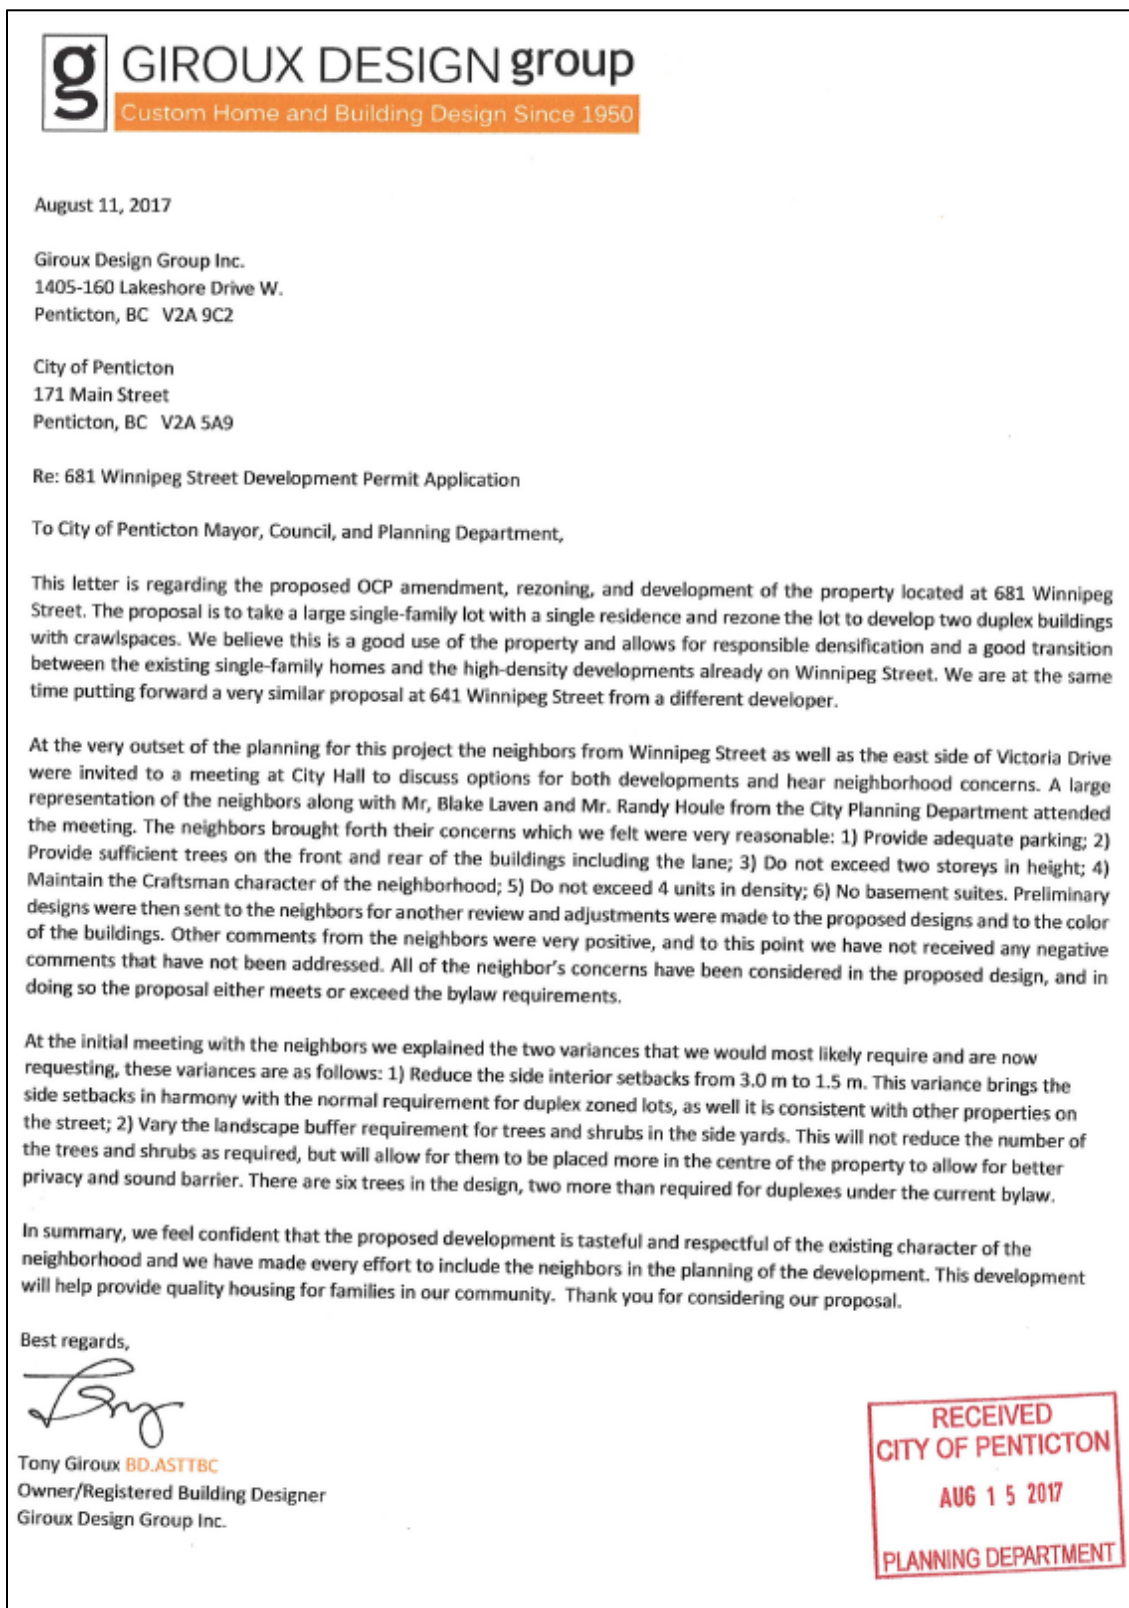 g GIROUX DESIGN group
Custom Home and Building Design Since 1950
August 11, 2017
Giroux Design Group Inc.
1405-160 Lakeshore Drive W.
Penticton, BC V2A 9C2
City of Penticton
171 Main Street
Penticton, BC V2A 5A9
Re: 681 Winnipeg Street Development Permit Application
To City of Penticton Mayor, Council, and Planning Department,
This letter is regarding the proposed OCP amendment, rezoning, and development of the property located at 681 Winnipeg
Street. The proposal is to take a large single-family lot with a single residence and rezone the lot to develop two duplex buildings
with crawlspaces. We believe this is a good use of the property and allows for responsible densification and a good transition
between the existing single-family homes and the high-density developments already on Winnipeg Street. We are at the same
time putting forward a very similar proposal at 641 Winnipeg Street from a different developer.
At the very outset of the planning for this project the neighbors from Winnipeg Street as well as the east side of Victoria Drive
were invited to a meeting at City Hall to discuss options for both developments and hear neighborhood concerns. A large
representation of the neighbors along with Mr, Blake Laven and Mr. Randy Houle from the City Planning Department attended
the meeting. The neighbors brought forth their concerns which we felt were very reasonable: 1) Provide adequate parking; 2)
Provide sufficient trees on the front and rear of the buildings including the lane; 3) Do not exceed two storeys in height; 4)
Maintain the Craftsman character of the neighborhood; 5) Do not exceed 4 units in density; 6) No basement suites. Preliminary
designs were then sent to the neighbors for another review and adjustments were made to the proposed designs and to the color
of the buildings. Other comments from the neighbors were very positive, and to this point we have not received any negative
comments that have not been addressed. All of the neighbor's concerns have been considered in the proposed design, and in
doing so the proposal either meets or exceed the bylaw requirements.
At the initial meeting with the neighbors we explained the two variances that we would most likely require and are now
requesting, these variances are as follows: 1) Reduce the side interior setbacks from 3.0 m to 1.5 m. This variance brings the
side setbacks in harmony with the normal requirement for duplex zoned lots, as well it is consistent with other properties on
the street; 2) Vary the landscape buffer requirement for trees and shrubs in the side yards. This will not reduce the number of
the trees and shrubs as required, but will allow for them to be placed more in the centre of the property to allow for better
privacy and sound barrier. There are six trees in the design, two more than required for duplexes under the current bylaw.
In summary, we feel confident that the proposed development is tasteful and respectful of the existing character of the
neighborhood and we have made every effort to include the neighbors in the planning of the development. This development
will help provide quality housing for families in our community. Thank you for considering our proposal.
Best regards,
Tony
Tony Giroux BD.ASTTBC
Owner/Registered Building Designer
Giroux Design Group Inc.
RECEIVED
CITY OF PENTICTON
AUG 15 2017
PLANNING DEPARTMENT